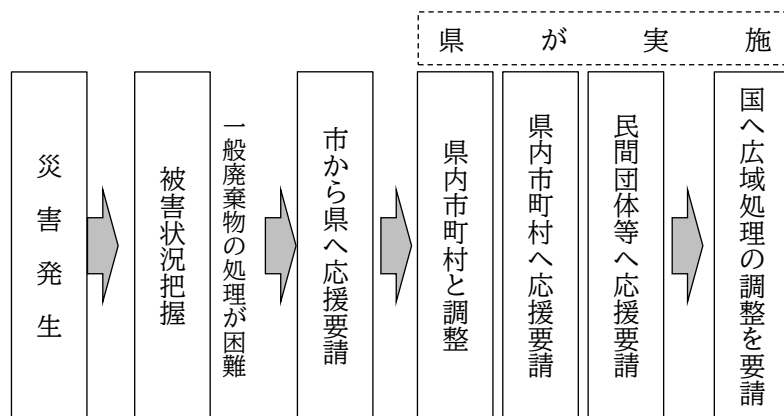 県が実施
災害発生
被害状況把握
一般廃棄物の処理が困難
市から県へ応援要請
県内市町村と調整
県内市町村へ応援要請
民間団体等へ応援要請
国へ広域処理の調整を要請